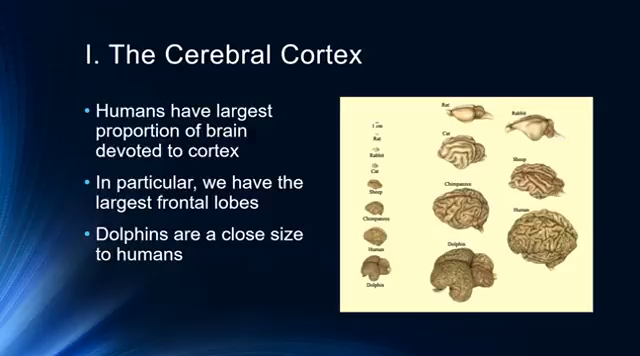 I. The Cerebral Cortex
• Humans have largest
proportion of brain
devoted to cortex
• In particular, we have the
largest frontal lobes
• Dolphins are a close size
to humans
1 cm
Rat
Rabbit
Cat
Sheep
Chimpanzee
Human
Dolphin
Rat
Rabbit
Cat
Sheep
Chimpanzee
Human
Dolphin